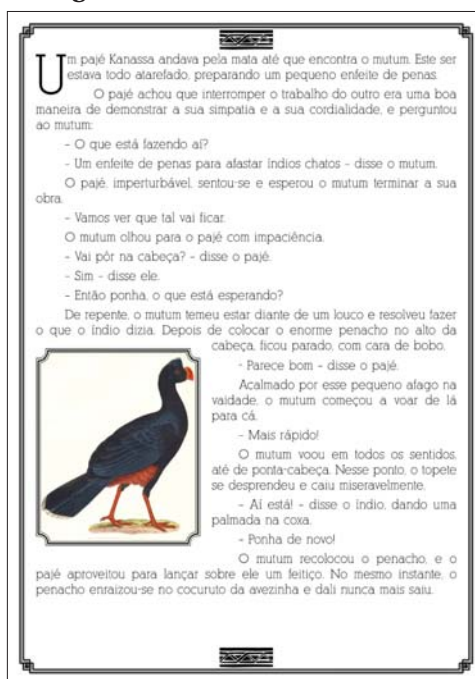 Um pajé Kanassa andava pela mata até que encontra o mutum. Este ser
estava todo atarefado, preparando um pequeno enfeite de penas.
O pajé achou que interromper o trabalho do outro era uma boa
maneira de demonstrar a sua simpatia e a sua cordialidade, e perguntou
ao mutum:
- O que está fazendo aí?
- Um enfeite de penas para afastar índios chatos - disse o mutum.
O pajé, imperturbável, sentou-se e esperou o mutum terminar a sua
obra.
- Vamos ver que tal vai ficar.
O mutum olhou para o pajé com impaciência.
- Vai pôr na cabeça? - disse o pajé.
- Sim - disse ele.
- Então ponha, o que está esperando?
De repente, o mutum temeu estar diante de um louco e resolveu fazer
o que o índio dizia. Depois de colocar o enorme penacho no alto da
cabeça, ficou parado, com cara de bobo.
- Parece bom - disse o pajé.
Acalmado por esse pequeno afago na
vaidade, o mutum começou a voar de lá
para cá.
- Mais rápido!
O mutum voou em todos os sentidos,
até de ponta-cabeça. Nesse ponto, o topete
se desprendeu e caiu miseravelmente.
- Aí está! - disse o índio, dando uma
palmada na coxa.
- Ponha de novo!
O mutum recolocou o penacho, e o
pajé aproveitou para lançar sobre ele um feitiço. No mesmo instante, o
penacho enraizou-se no cocuruto da avezinha e dali nunca mais saiu.